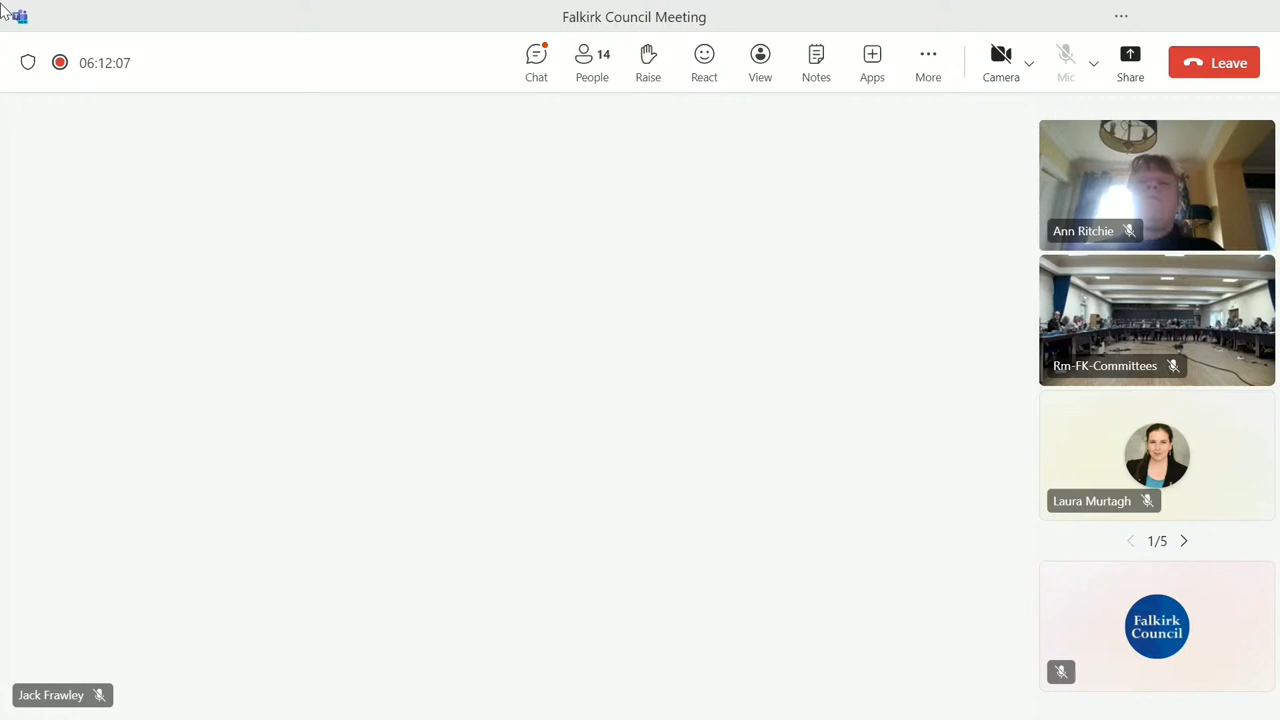 Falkirk Council Meeting
06:12:07
Chat
14
People
Raise
React
View
Notes
Apps
More
Camera
Mic
Share
Leave
Ann Ritchie
Rm-FK-Committees
Laura Murtagh
1/5
Falkirk
Council
Jack Frawley